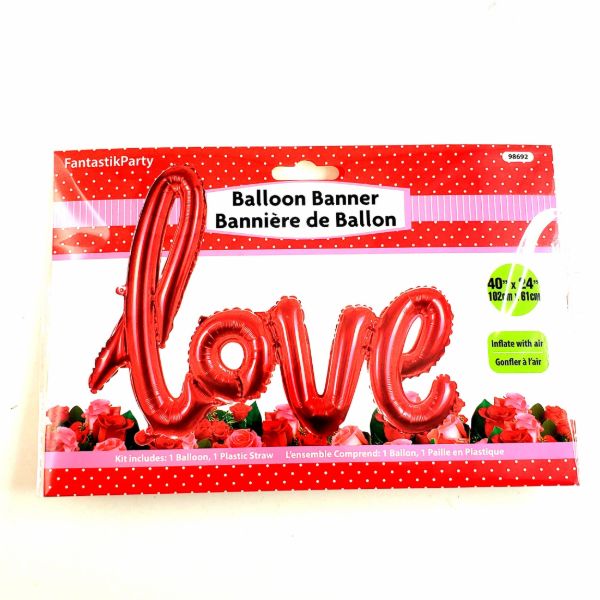 FantastikParty
98692
Balloon Banner
Bannière de Ballon
love
40” x 24”
102cm x 61cm
Inflate with air
Gonfler à l'air
Kit includes: 1 Balloon, 1 Plastic Straw L'ensemble Comprend: 1 Ballon, 1 Paille en Plastique